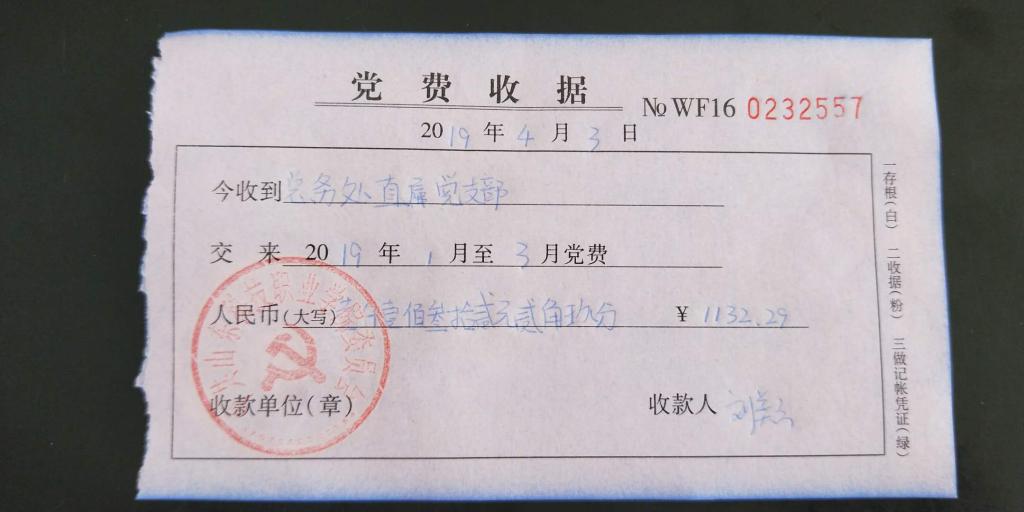 党费收据
№ WF16 0232557
2019年4月3日
今收到总务处直属党支部
交来 2019年1月至3月党费
人民币(大写)壹仟壹佰叁拾贰元贰角玖分 ¥1132.29
收款单位(章) 收款人
一存根(白) 二收据(粉) 三做记帐凭证(绿)